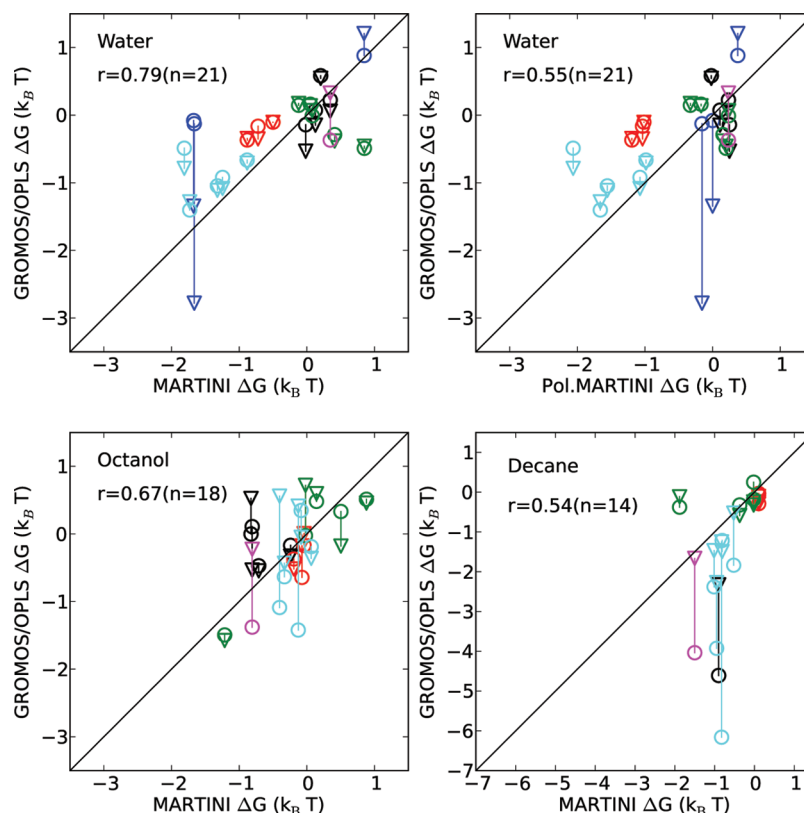 1
0
−1
−2
−3
GROMOS/OPLS ΔG (k_B T)
Water
r=0.79(n=21)
−3 −2 −1 0 1
MARTINI ΔG (k_B T)
1
0
−1
−2
−3
GROMOS/OPLS ΔG (k_B T)
Water
r=0.55(n=21)
−3 −2 −1 0 1
Pol.MARTINI ΔG (k_B T)
1
0
−1
−2
−3
GROMOS/OPLS ΔG (k_B T)
Octanol
r=0.67(n=18)
−3 −2 −1 0 1
MARTINI ΔG (k_B T)
1
0
−1
−2
−3
−4
−5
−6
−7
GROMOS/OPLS ΔG (k_B T)
Decane
r=0.54(n=14)
−7 −6 −5 −4 −3 −2 −1 0 1
MARTINI ΔG (k_B T)